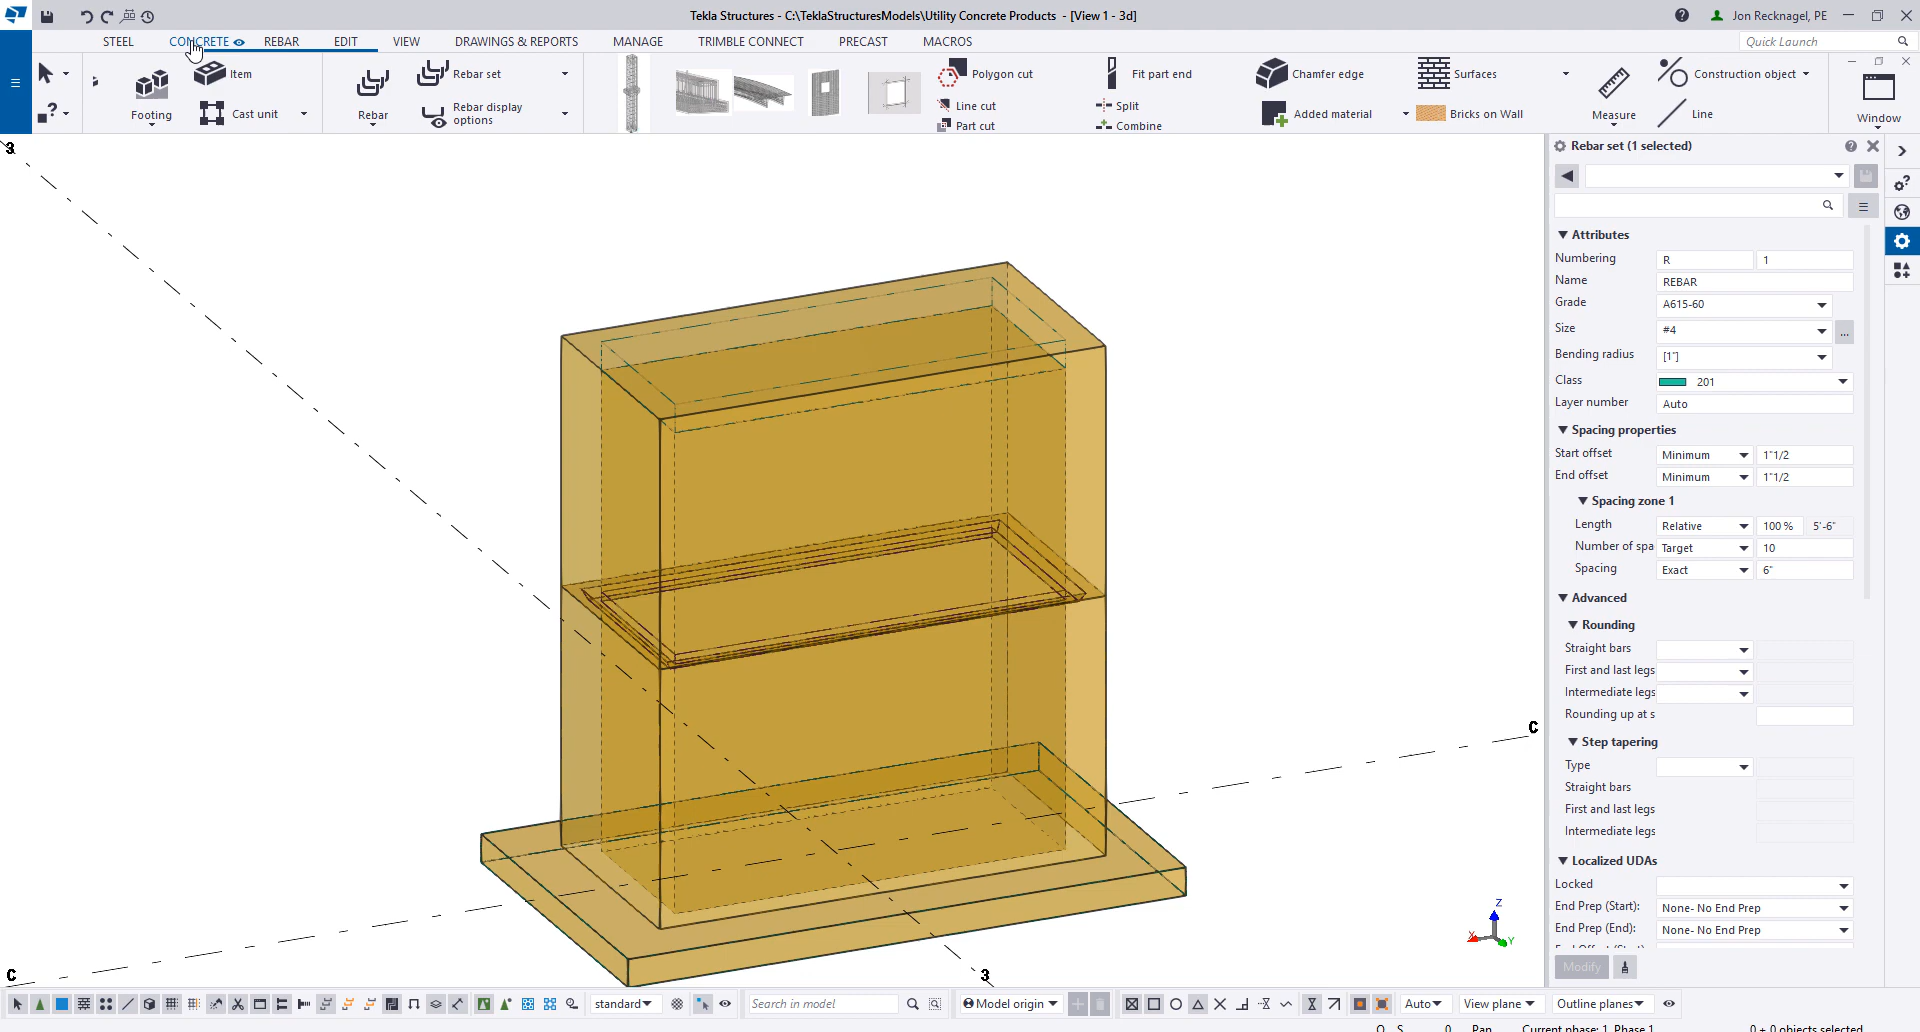 Tekla Structures - C:\TeklaStructuresModels\Utility Concrete Products - [View 1 - 3d]
Jon Recknagel, PE
STEEL CONCRETE REBAR EDIT VIEW DRAWINGS & REPORTS MANAGE TRIMBLE CONNECT PRECAST MACROS
Quick Launch
Footing
Item
Cast unit
Rebar
Rebar set
Rebar display options
Polygon cut
Line cut
Part cut
Fit part end
Split
Combine
Chamfer edge
Added material
Surfaces
Bricks on Wall
Measure
Construction object
Line
Window
3
C
C
3
Z
X
Y
Rebar set (1 selected)
Attributes
Numbering R 1
Name REBAR
Grade A615-60
Size #4 ...
Bending radius [1"]
Class 201
Layer number Auto
Spacing properties
Start offset Minimum 1"1/2
End offset Minimum 1"1/2
Spacing zone 1
Length Relative 100 % 5'-6"
Number of spa Target 10
Spacing Exact 6"
Advanced
Rounding
Straight bars
First and last legs
Intermediate legs
Rounding up at s
Step tapering
Type
Straight bars
First and last legs
Intermediate legs
Localized UDAs
Locked
End Prep (Start): None- No End Prep
End Prep (End): None- No End Prep
Modify
standard Search in model Model origin Auto View plane Outline planes
O S 0 Pan Current phase: 1, Phase 1 0 + 0 objects selected